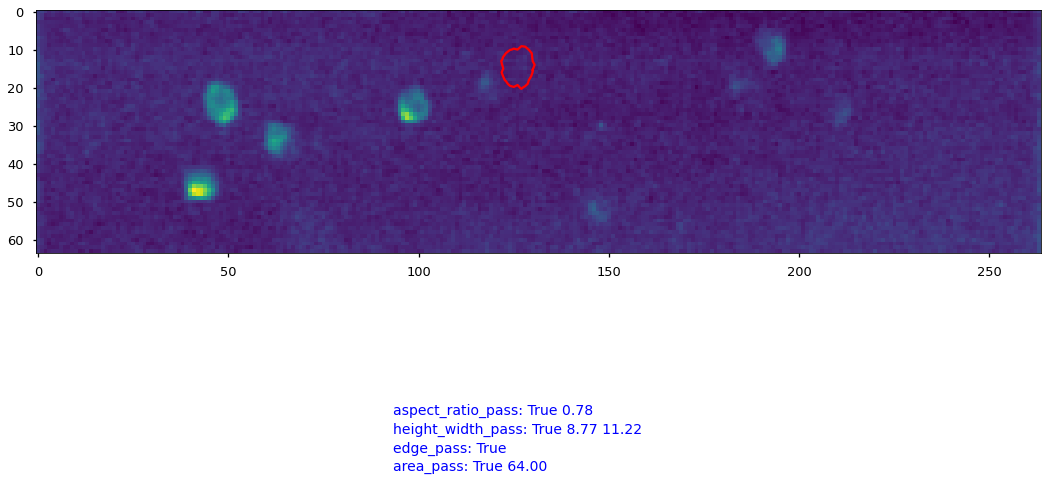 0
10
20
30
40
50
60
0 50 100 150 200 250
aspect_ratio_pass: True 0.78
height_width_pass: True 8.77 11.22
edge_pass: True
area_pass: True 64.00